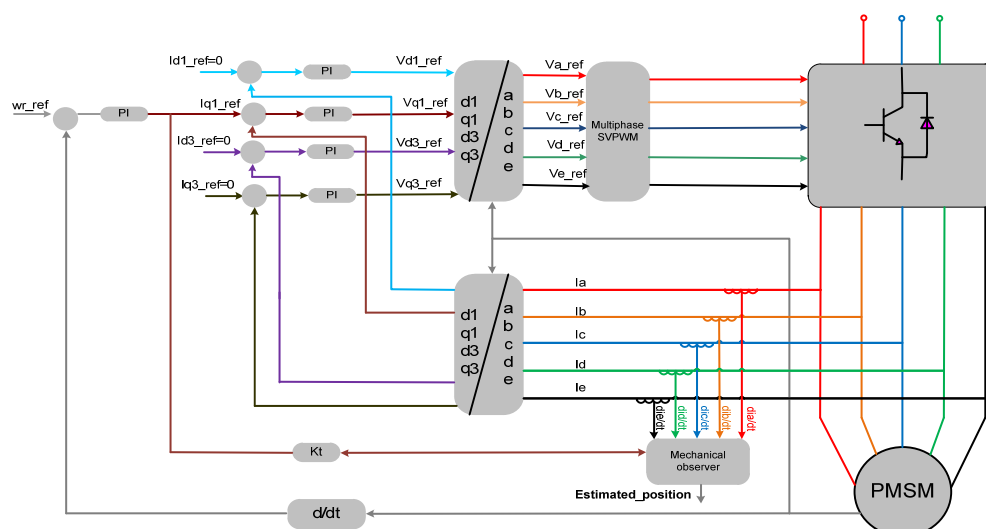 Id1_ref=0
PI
Vd1_ref
wr_ref
PI
Iq1_ref
PI
Vq1_ref
Id3_ref=0
PI
Vd3_ref
Iq3_ref=0
PI
Vq3_ref
d1
q1
d3
q3
a
b
c
d
e
Va_ref
Vb_ref
Vc_ref
Vd_ref
Ve_ref
Multiphase
SVPWM
d1
q1
d3
q3
a
b
c
d
e
Ia
Ib
Ic
Id
Ie
die/dt
did/dt
dic/dt
dib/dt
dia/dt
Kt
Mechanical
observer
Estimated_position
d/dt
PMSM